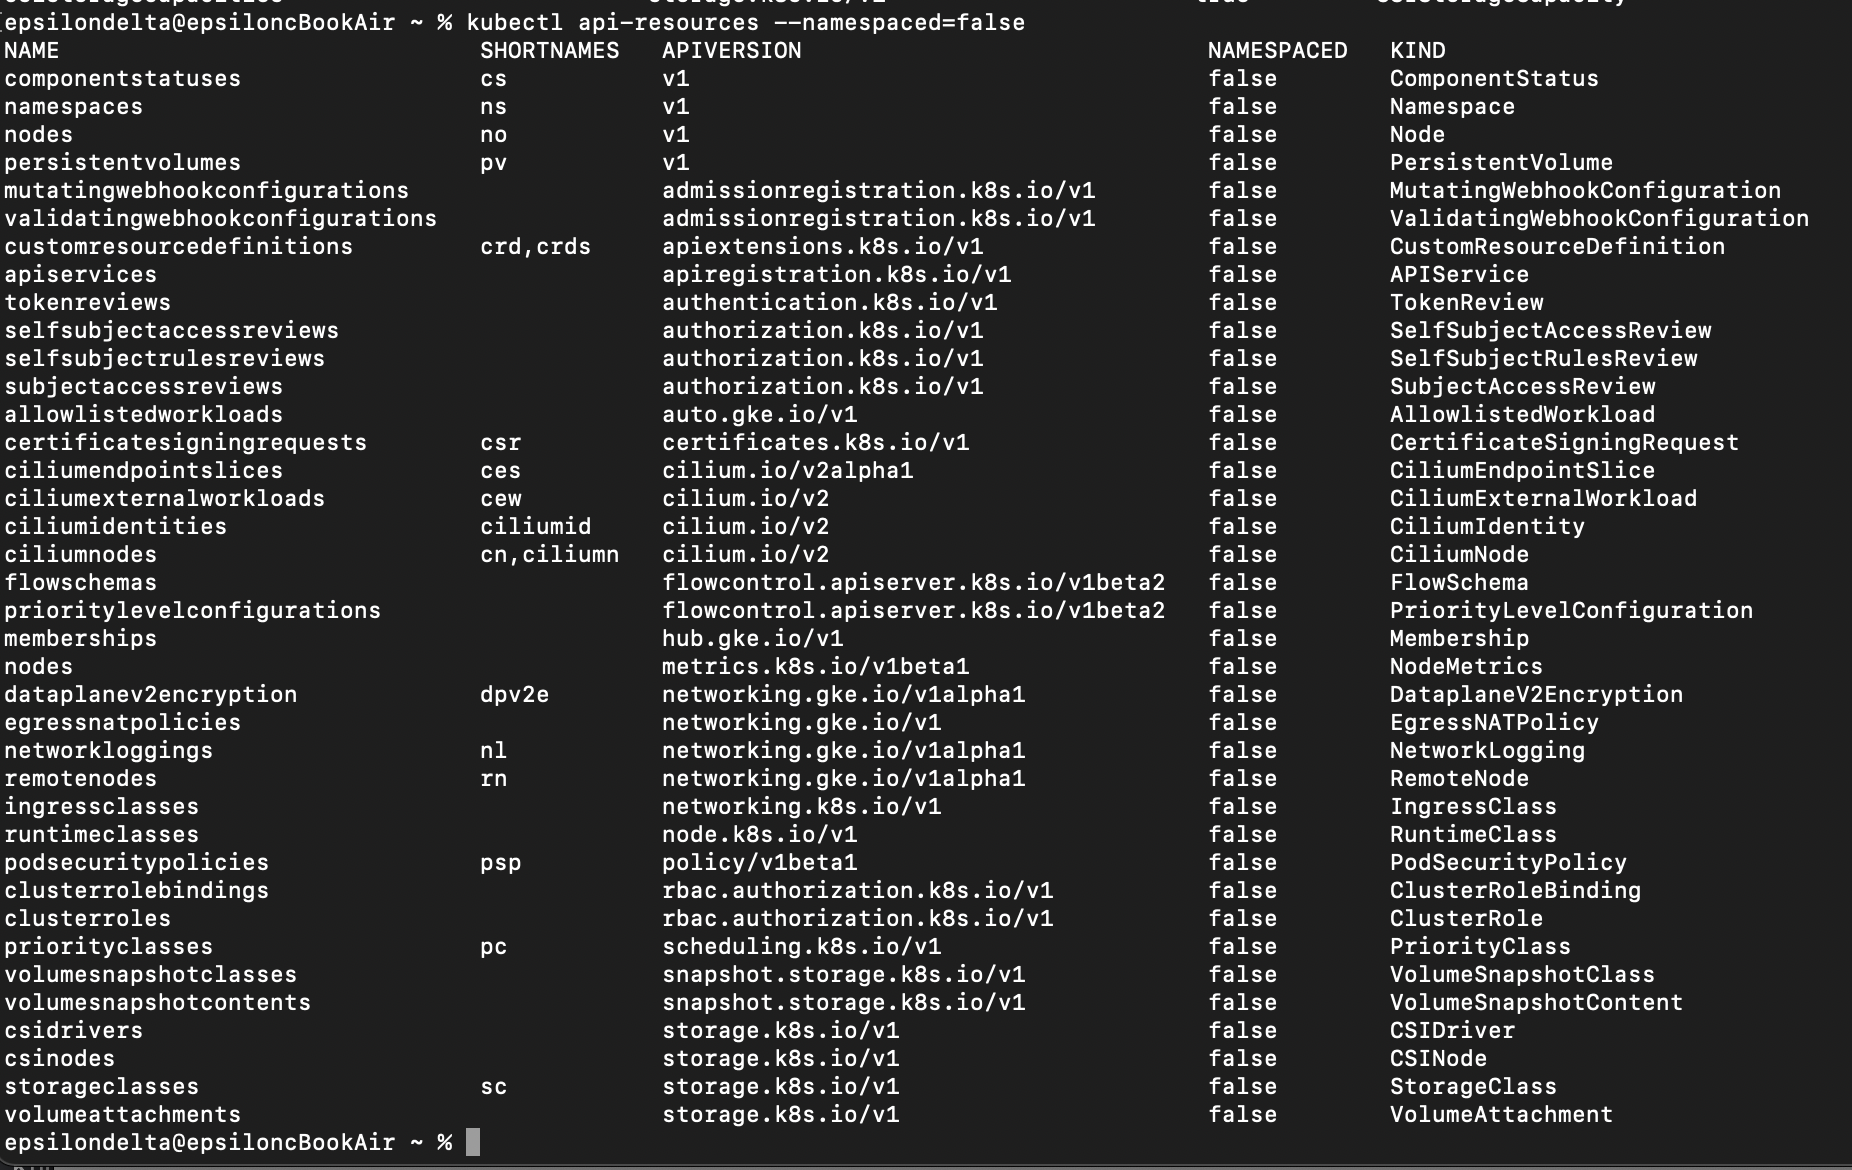 epsilondelta@epsiloncBookAir ~ % kubectl api-resources --namespaced=false
NAME SHORTNAMES APIVERSION NAMESPACED KIND
componentstatuses cs v1 false ComponentStatus
namespaces ns v1 false Namespace
nodes no v1 false Node
persistentvolumes pv v1 false PersistentVolume
mutatingwebhookconfigurations admissionregistration.k8s.io/v1 false MutatingWebhookConfiguration
validatingwebhookconfigurations admissionregistration.k8s.io/v1 false ValidatingWebhookConfiguration
customresourcedefinitions crd,crds apiextensions.k8s.io/v1 false CustomResourceDefinition
apiservices apiregistration.k8s.io/v1 false APIService
tokenreviews authentication.k8s.io/v1 false TokenReview
selfsubjectaccessreviews authorization.k8s.io/v1 false SelfSubjectAccessReview
selfsubjectrulesreviews authorization.k8s.io/v1 false SelfSubjectRulesReview
subjectaccessreviews authorization.k8s.io/v1 false SubjectAccessReview
allowlistedworkloads auto.gke.io/v1 false AllowlistedWorkload
certificatesigningrequests csr certificates.k8s.io/v1 false CertificateSigningRequest
ciliumendpointslices ces cilium.io/v2alpha1 false CiliumEndpointSlice
ciliumexternalworkloads cew cilium.io/v2 false CiliumExternalWorkload
ciliumidentities ciliumid cilium.io/v2 false CiliumIdentity
ciliumnodes cn,ciliumn cilium.io/v2 false CiliumNode
flowschemas flowcontrol.apiserver.k8s.io/v1beta2 false FlowSchema
prioritylevelconfigurations flowcontrol.apiserver.k8s.io/v1beta2 false PriorityLevelConfiguration
memberships hub.gke.io/v1 false Membership
nodes metrics.k8s.io/v1beta1 false NodeMetrics
dataplanev2encryption dpv2e networking.gke.io/v1alpha1 false DataplaneV2Encryption
egressnatpolicies networking.gke.io/v1 false EgressNATPolicy
networkloggings nl networking.gke.io/v1alpha1 false NetworkLogging
remotenodes rn networking.gke.io/v1alpha1 false RemoteNode
ingressclasses networking.k8s.io/v1 false IngressClass
runtimeclasses node.k8s.io/v1 false RuntimeClass
podsecuritypolicies psp policy/v1beta1 false PodSecurityPolicy
clusterrolebindings rbac.authorization.k8s.io/v1 false ClusterRoleBinding
clusterroles rbac.authorization.k8s.io/v1 false ClusterRole
priorityclasses pc scheduling.k8s.io/v1 false PriorityClass
volumesnapshotclasses snapshot.storage.k8s.io/v1 false VolumeSnapshotClass
volumesnapshotcontents snapshot.storage.k8s.io/v1 false VolumeSnapshotContent
csidrivers storage.k8s.io/v1 false CSIDriver
csinodes storage.k8s.io/v1 false CSINode
storageclasses sc storage.k8s.io/v1 false StorageClass
volumeattachments storage.k8s.io/v1 false VolumeAttachment
epsilondelta@epsiloncBookAir ~ %